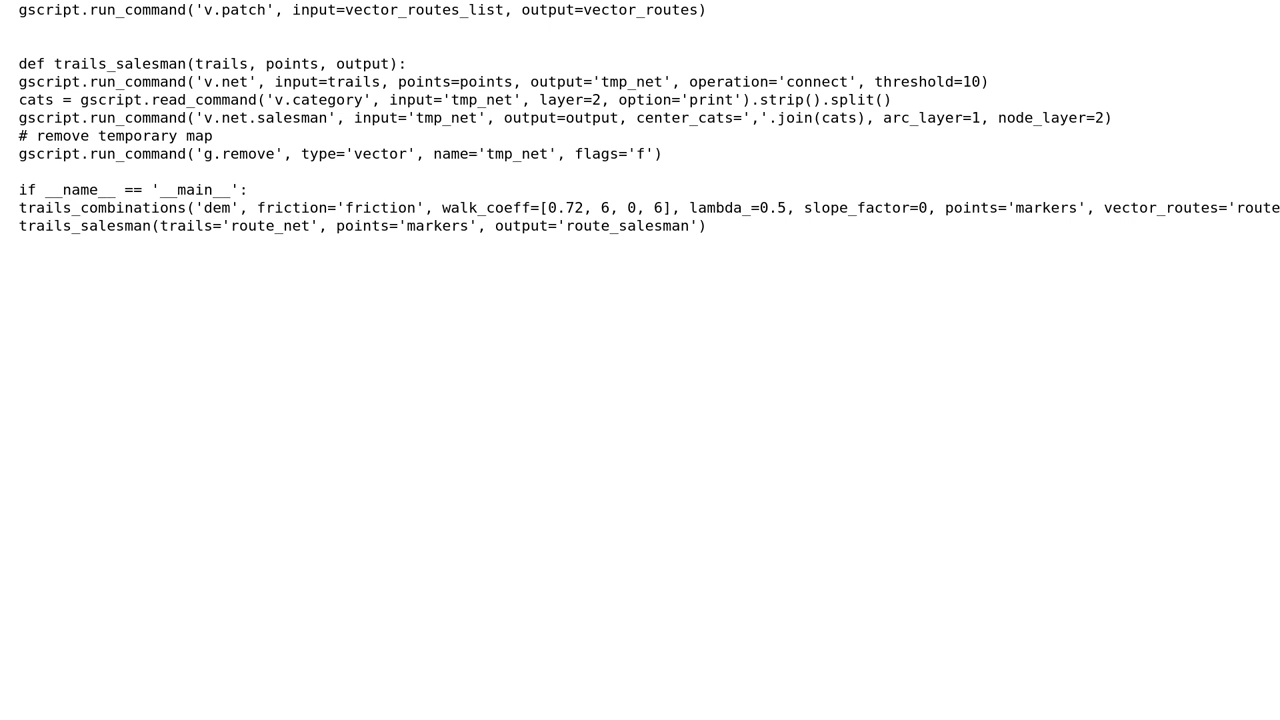 gscript.run_command('v.patch', input=vector_routes_list, output=vector_routes)
def trails_salesman(trails, points, output):
gscript.run_command('v.net', input=trails, points=points, output='tmp_net', operation='connect', threshold=10)
cats = gscript.read_command('v.category', input='tmp_net', layer=2, option='print').strip().split()
gscript.run_command('v.net.salesman', input='tmp_net', output=output, center_cats=','.join(cats), arc_layer=1, node_layer=2)
# remove temporary map
gscript.run_command('g.remove', type='vector', name='tmp_net', flags='f')
if __name__ == '__main__':
trails_combinations('dem', friction='friction', walk_coeff=[0.72, 6, 0, 6], lambda_=0.5, slope_factor=0, points='markers', vector_routes='route
trails_salesman(trails='route_net', points='markers', output='route_salesman')